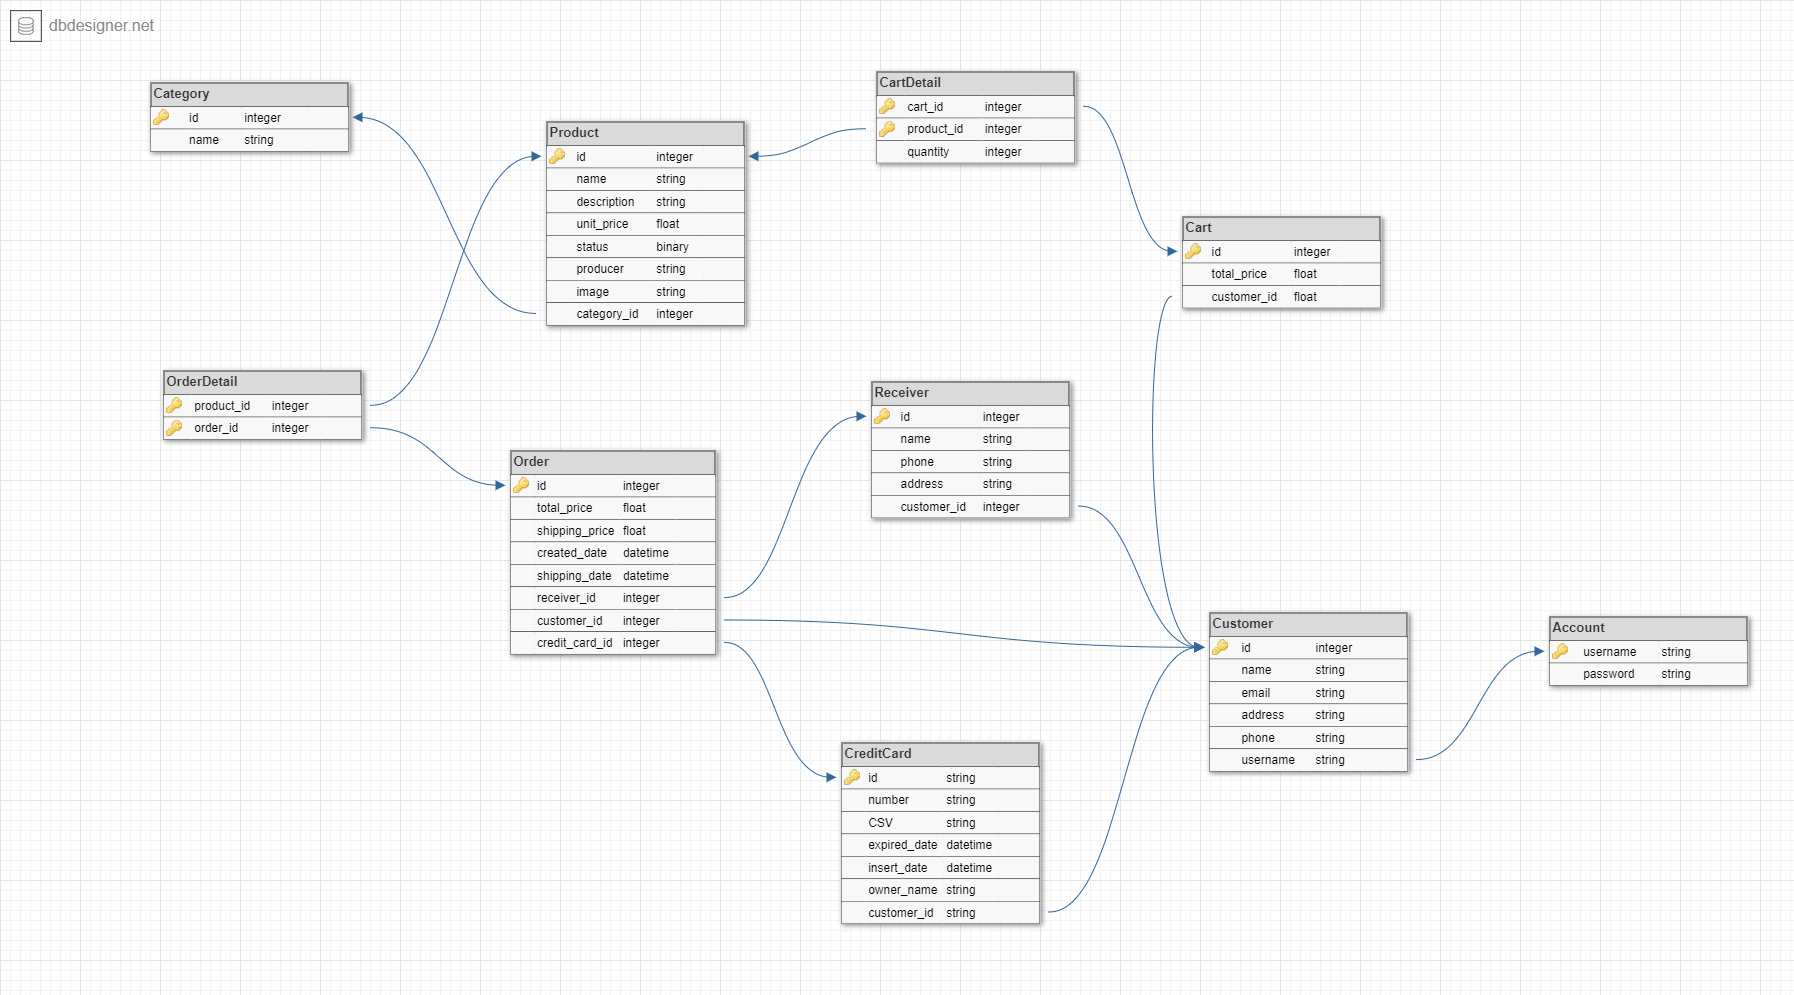 dbdesigner.net
Category
id integer
name string
Product
id integer
name string
description string
unit_price float
status binary
producer string
image string
category_id integer
CartDetail
cart_id integer
product_id integer
quantity integer
Cart
id integer
total_price float
customer_id float
OrderDetail
product_id integer
order_id integer
Order
id integer
total_price float
shipping_price float
created_date datetime
shipping_date datetime
receiver_id integer
customer_id integer
credit_card_id integer
Receiver
id integer
name string
phone string
address string
customer_id integer
Customer
id integer
name string
email string
address string
phone string
username string
Account
username string
password string
CreditCard
id string
number string
CSV string
expired_date datetime
insert_date datetime
owner_name string
customer_id string